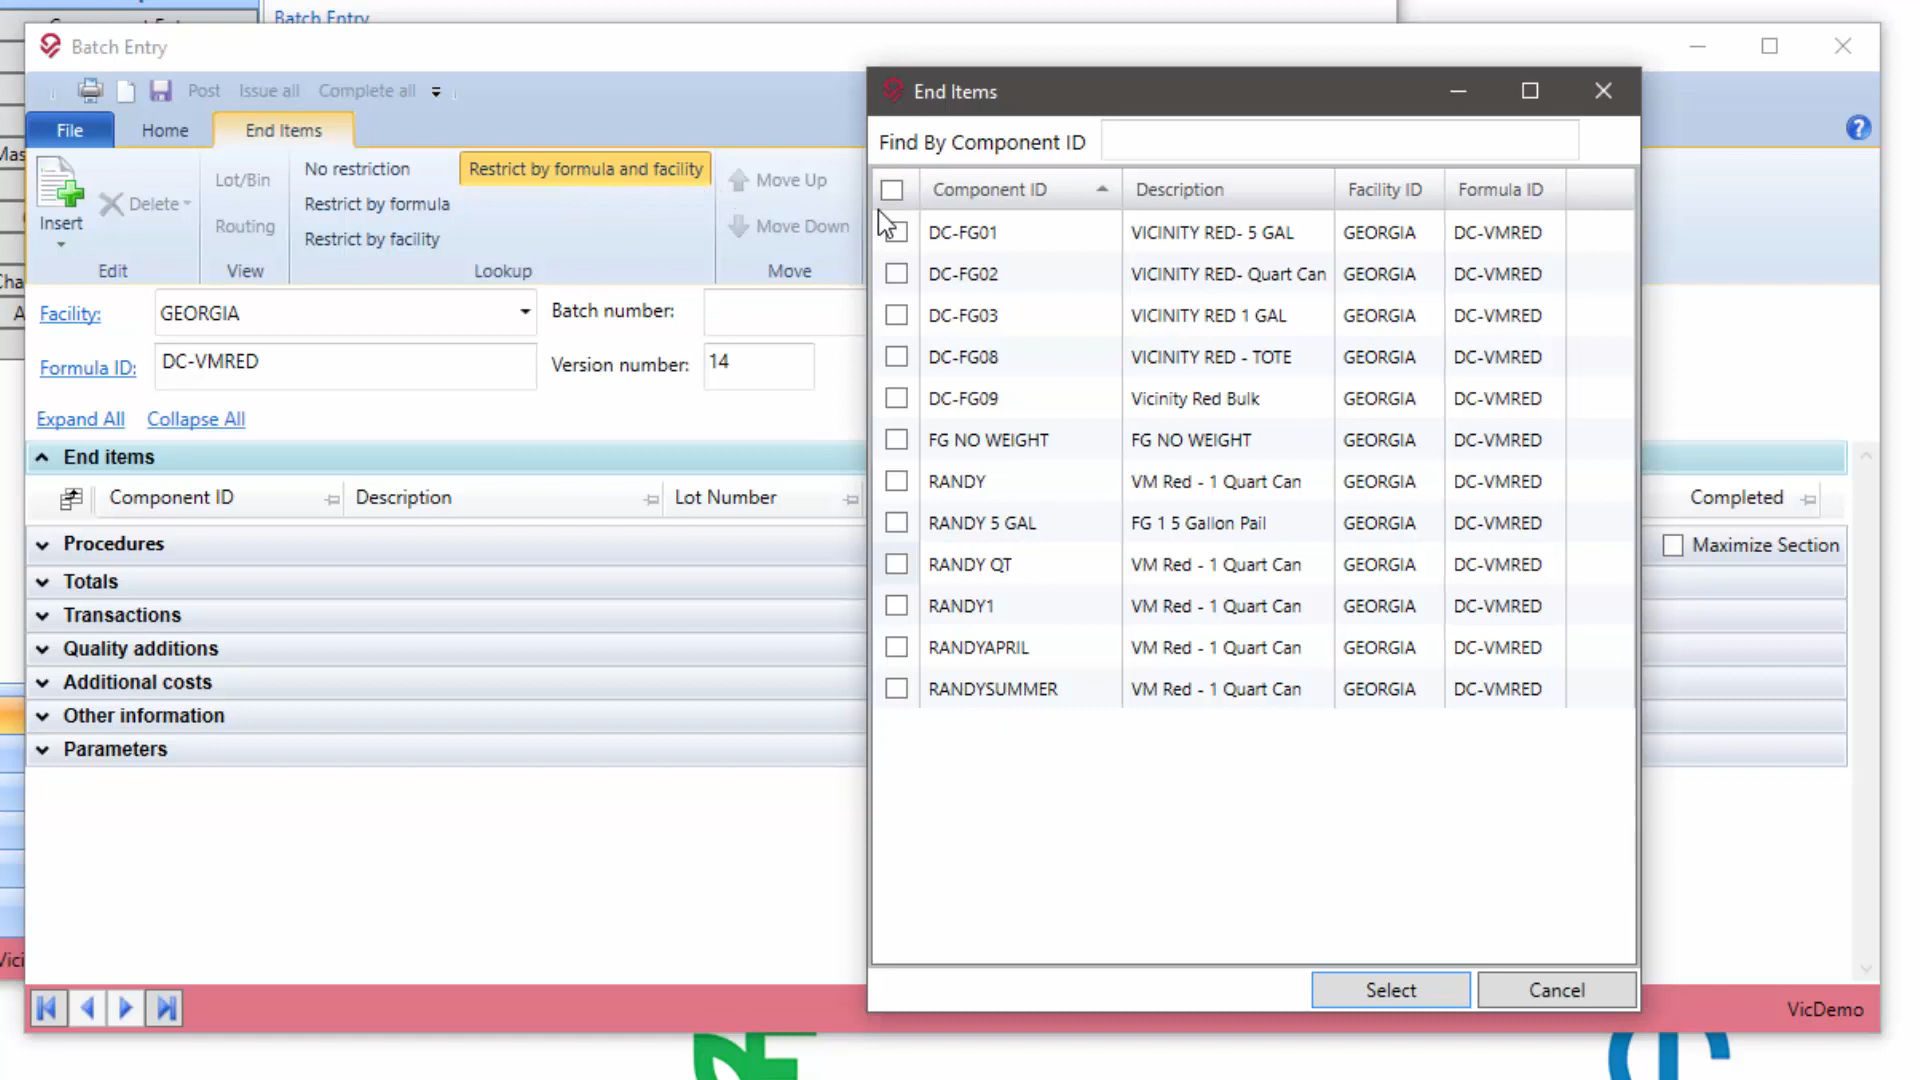 Batch Entry
Batch Entry
Post Issue all Complete all
File Home End Items
Insert
Delete
Edit
Lot/Bin
Routing
View
No restriction
Restrict by formula
Restrict by facility
Restrict by formula and facility
Lookup
Move Up
Move Down
Move
Facility: GEORGIA
Batch number:
Formula ID: DC-VMRED
Version number: 14
Expand All Collapse All
End items
Component ID Description Lot Number Completed
Procedures
Maximize Section
Totals
Transactions
Quality additions
Additional costs
Other information
Parameters
VicDemo
End Items
Find By Component ID
Component ID Description Facility ID Formula ID
DC-FG01 VICINITY RED- 5 GAL GEORGIA DC-VMRED
DC-FG02 VICINITY RED- Quart Can GEORGIA DC-VMRED
DC-FG03 VICINITY RED 1 GAL GEORGIA DC-VMRED
DC-FG08 VICINITY RED - TOTE GEORGIA DC-VMRED
DC-FG09 Vicinity Red Bulk GEORGIA DC-VMRED
FG NO WEIGHT FG NO WEIGHT GEORGIA DC-VMRED
RANDY VM Red - 1 Quart Can GEORGIA DC-VMRED
RANDY 5 GAL FG 1 5 Gallon Pail GEORGIA DC-VMRED
RANDY QT VM Red - 1 Quart Can GEORGIA DC-VMRED
RANDY1 VM Red - 1 Quart Can GEORGIA DC-VMRED
RANDYAPRIL VM Red - 1 Quart Can GEORGIA DC-VMRED
RANDYSUMMER VM Red - 1 Quart Can GEORGIA DC-VMRED
Select Cancel